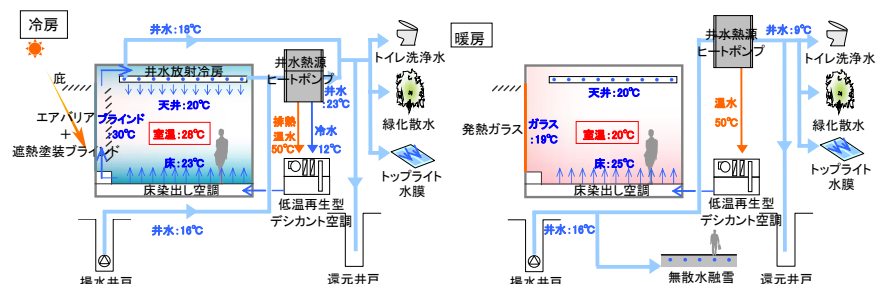 冷房
井水:18℃
トイレ洗浄水
井水放射冷房
井水熱源
ヒートポンプ
庇
天井:20℃
井水
:23℃
エアバリア
+
遮熱塗装ブラインド
ブラインド
:30℃
室温:28℃
排熱
温水
50℃
冷水
12℃
緑化散水
床:23℃
トップライト
水膜
床染出し空調
低温再生型
デシカント空調
井水:16℃
揚水井戸
還元井戸
暖房
井水熱源
ヒートポンプ
井水:9℃
トイレ洗浄水
天井:20℃
発熱ガラス
ガラス
:19℃
室温:20℃
温水
50℃
緑化散水
床:25℃
トップライト
水膜
床染出し空調
低温再生型
デシカント空調
井水:16℃
揚水井戸
無散水融雪
還元井戸